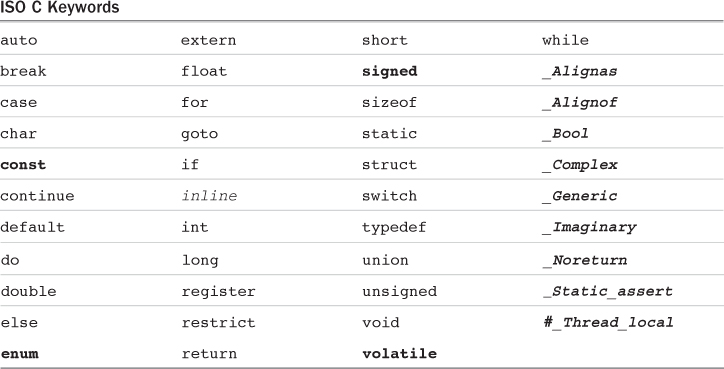 ISO C Keywords
auto extern short while
break float signed _Alignas
case for sizeof _Alignof
char goto static _Bool
const if struct _Complex
continue inline switch _Generic
default int typedef _Imaginary
do long union _Noreturn
double register unsigned _Static_assert
else restrict void #_Thread_local
enum return volatile